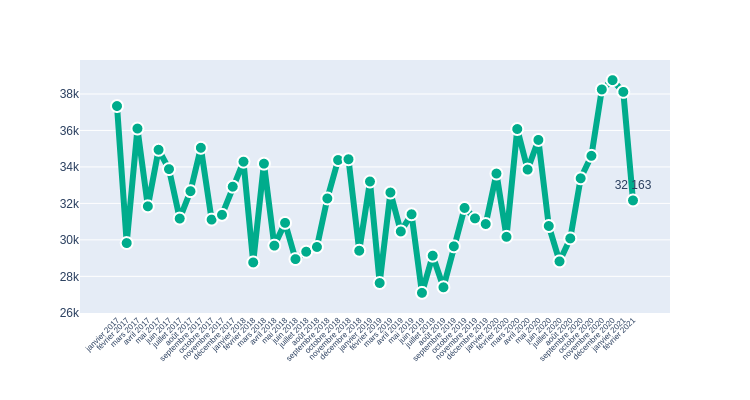 38k
36k
34k
32k
30k
28k
26k
32,163
janvier 2017
février 2017
mars 2017
avril 2017
mai 2017
juin 2017
juillet 2017
août 2017
septembre 2017
octobre 2017
novembre 2017
décembre 2017
janvier 2018
février 2018
mars 2018
avril 2018
mai 2018
juin 2018
juillet 2018
août 2018
septembre 2018
octobre 2018
novembre 2018
décembre 2018
janvier 2019
février 2019
mars 2019
avril 2019
mai 2019
juin 2019
juillet 2019
août 2019
septembre 2019
octobre 2019
novembre 2019
décembre 2019
janvier 2020
février 2020
mars 2020
avril 2020
mai 2020
juin 2020
juillet 2020
août 2020
septembre 2020
octobre 2020
novembre 2020
décembre 2020
janvier 2021
février 2021